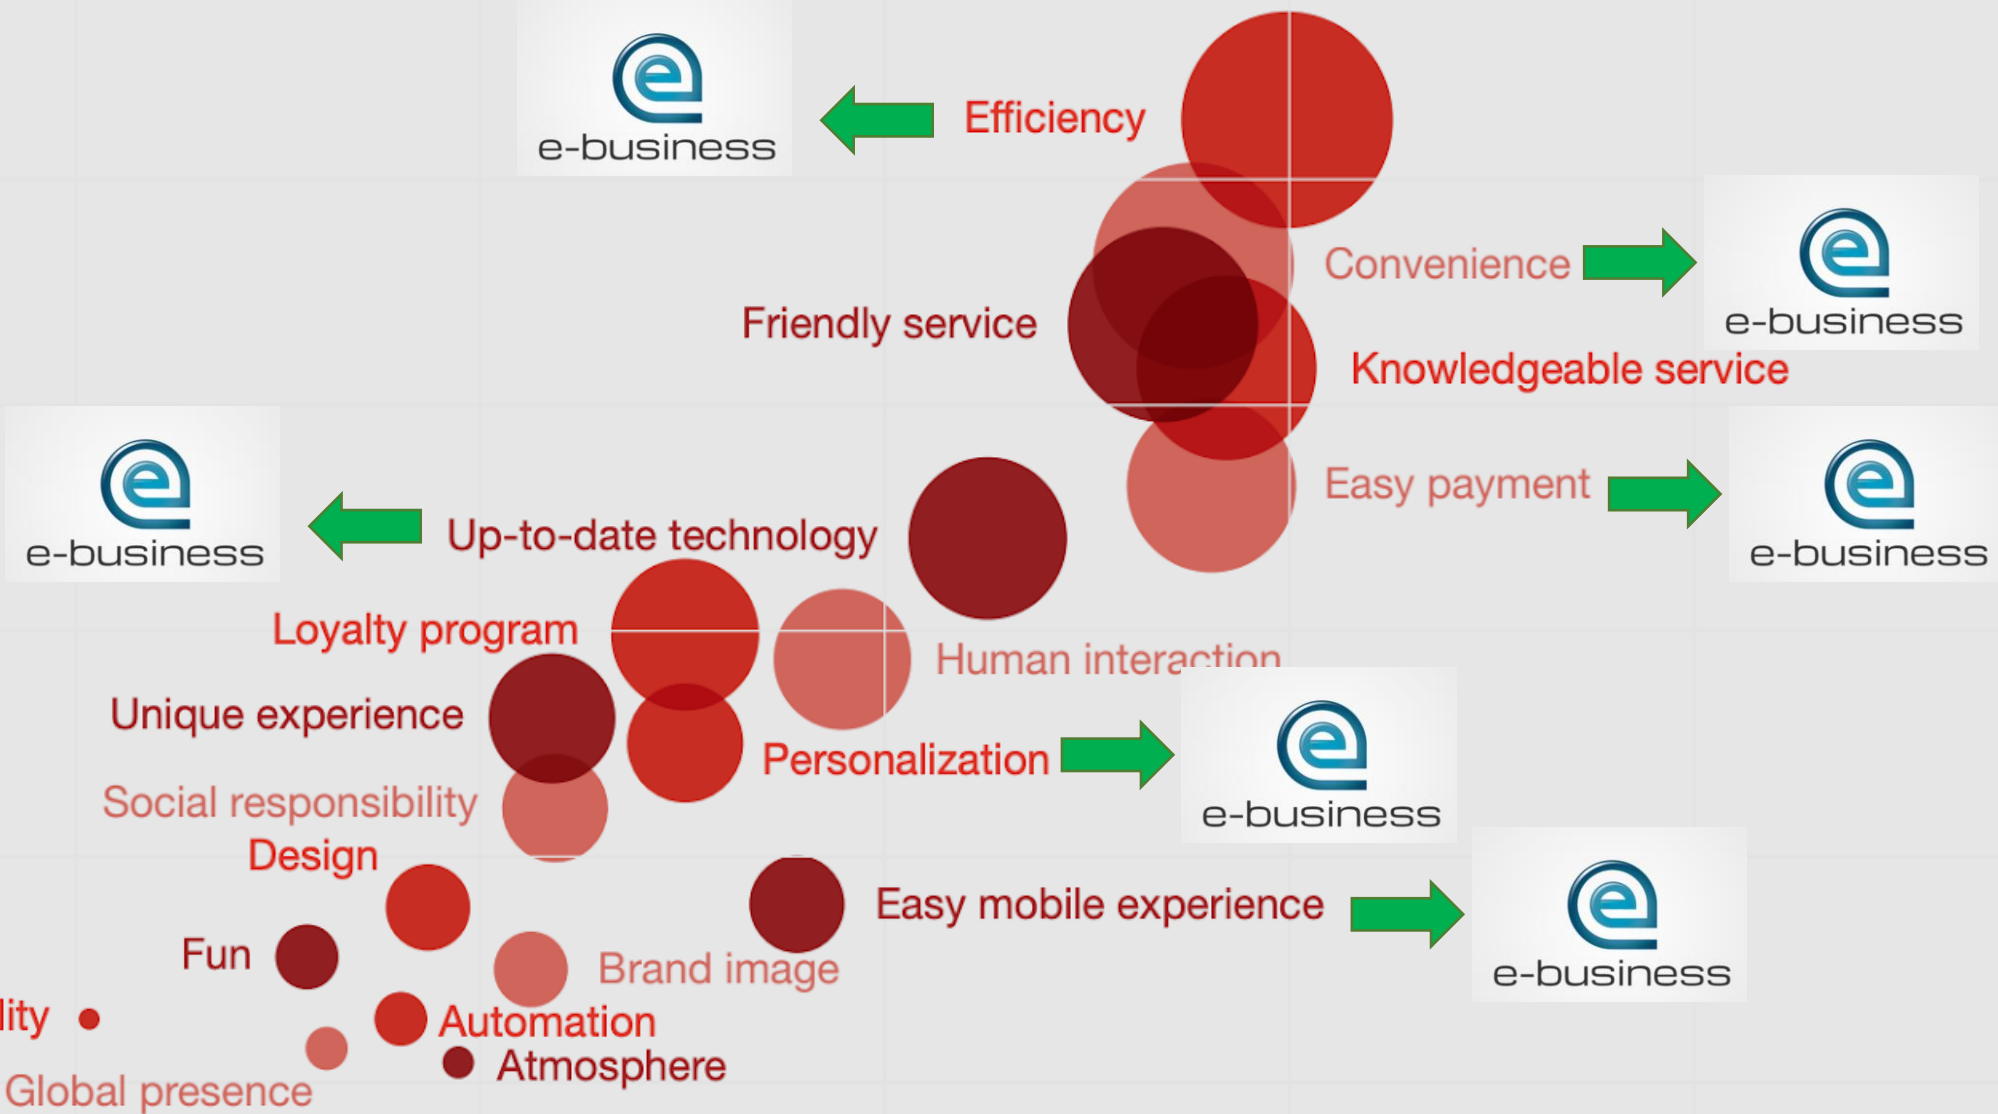 e-business
Efficiency
Convenience
e-business
Friendly service
Knowledgeable service
Easy payment
e-business
Up-to-date technology
e-business
Loyalty program
Human interaction
Unique experience
Personalization
e-business
Social responsibility
Design
Easy mobile experience
e-business
Fun
Brand image
lity
Automation
Atmosphere
Global presence